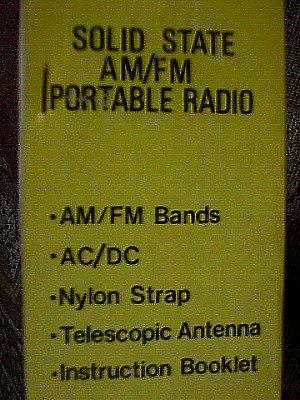 SOLID STATE
AM/FM
PORTABLE RADIO
•AM/FM Bands
•AC/DC
•Nylon Strap
•Telescopic Antenna
•Instruction Booklet